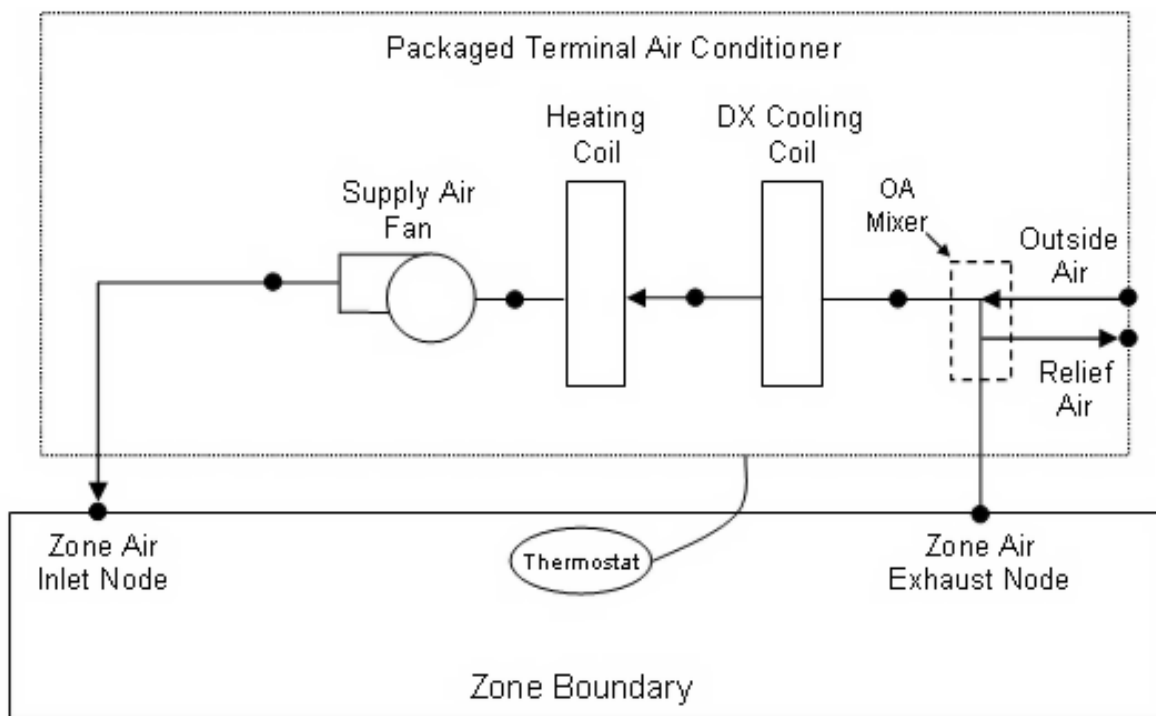 Packaged Terminal Air Conditioner
Heating
Coil
DX Cooling
Coil
Supply Air
Fan
OA
Mixer
Outside
Air
Relief
Air
Zone Air
Inlet Node
Thermostat
Zone Air
Exhaust Node
Zone Boundary